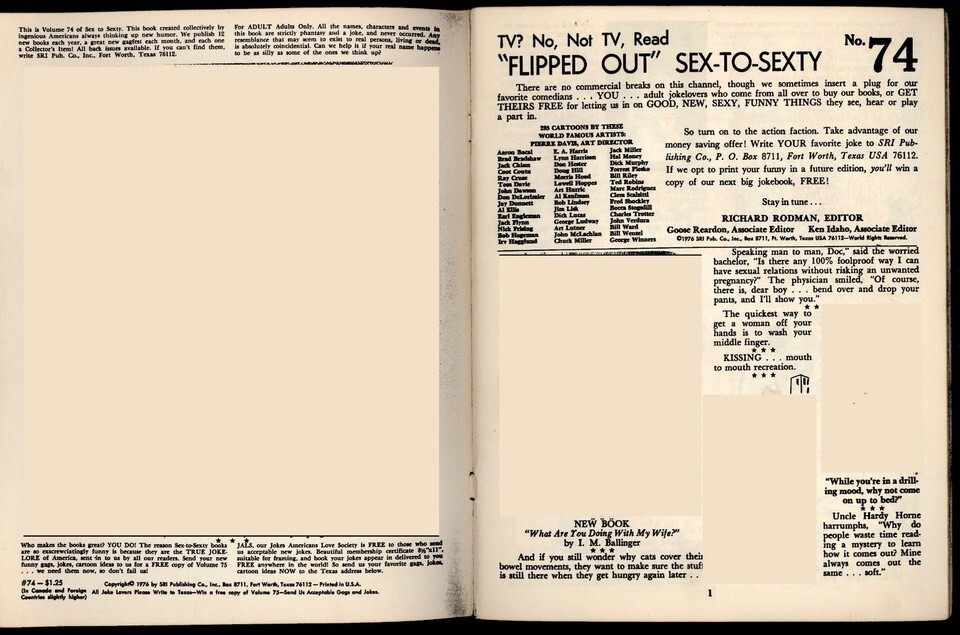 This is Volume 74 of Sex to Sexty. This book created collectively by
ingenious Americans always thinking up new humor. We publish 12
new books each year, a great new gagfest each month, and each one
a Collector's Item! All back issues available. If you can't find them,
write SRI Pub. Co., Inc., Fort Worth, Texas 76112.
For ADULT Adults Only. All the names, characters and events in
this book are strictly phantasy and a joke, and never occurred. Any
resemblance that may seem to exist to real persons, living or dead,
is absolutely coincidential. Can we help it if your real name happens
to be as silly as some of the ones we think up?
Who makes the books great? YOU DO! The reason Sex-to-Sexty books
are so exacrewciatingly funny is because they are the TRUE JOKE-
LORE of America, sent in to us by all our readers. Send your new
funny gags, jokes, cartoon ideas to us for a FREE copy of Volume 75
. . . we need them now, so don't fail us!
* *
JALS, our Jokes Americans Love Society is FREE to those who send
us acceptable new jokes. Beautiful membership certificate 8½"x11",
suitable for framing, and book your jokes appear in delivered to you
FREE anywhere in the world! So send us your favorite gags, jokes,
cartoon ideas NOW to the Texas address below.
#74—$1.25
(In Canada and Foreign
Countries slightly higher)
Copyright© 1976 by SRI Publishing Co., Inc., Box 8711, Fort Worth, Texas 76112 — Printed in U.S.A.
All Joke Lovers Please Write to Texas—Win a free copy of Volume 75—Send Us Acceptable Gags and Jokes.
TV? No, Not TV, Read
"FLIPPED OUT" SEX-TO-SEXTY
No. 74
There are no commercial breaks on this channel, though we sometimes insert a plug for our
favorite comedians . . . YOU . . . adult jokelovers who come from all over to buy our books, or GET
THEIRS FREE for letting us in on GOOD, NEW, SEXY, FUNNY THINGS they see, hear or play
a part in.
285 CARTOONS BY THESE
WORLD FAMOUS ARTISTS:
PIERRE DAVIS, ART DIRECTOR
Aaron Bacal
Brad Bradshaw
Jack Chism
Coot Coutu
Ray Cruse
Tom Davie
John Dawson
Don DeLorimier
Jay Dunnett
Al Ellis
Earl Engleman
Jack Flynn
Nick Frising
Bob Hageman
Irv Hagglund
E. A. Harris
Lynn Harrison
Don Hester
Doug Hill
Morris Hood
Lowell Hoppes
Art Hurric
Al Kaufman
Bob Lindsey
Jim Lisk
Dick Lucas
George Ludway
Art Lutner
John McLachlan
Chuck Miller
Jack Miller
Hal Money
Dick Murphy
Forrest Plesko
Bill Riley
Ted Robins
Marc Rodriguez
Clem Scalzitti
Fred Shockley
Bocca Stogdill
Charles Trotter
John Verdura
Bill Ward
Bill Wenzel
George Winners
So turn on to the action faction. Take advantage of our
money saving offer! Write YOUR favorite joke to SRI Pub-
lishing Co., P. O. Box 8711, Fort Worth, Texas USA 76112.
If we opt to print your funny in a future edition, you'll win a
copy of our next big jokebook, FREE!
Stay in tune . . .
RICHARD RODMAN, EDITOR
Goose Reardon, Associate Editor Ken Idaho, Associate Editor
©1976 SRI Pub. Co., Inc., Box 8711, Ft. Worth, Texas USA 76112—World Rights Reserved.
Speaking man to man, Doc," said the worried
bachelor, "Is there any 100% foolproof way I can
have sexual relations without risking an unwanted
pregnancy?" The physician smiled, "Of course,
there is, dear boy . . . bend over and drop your
pants, and I'll show you."
* *
The quickest way to
get a woman off your
hands is to wash your
middle finger.
* * *
KISSING . . . mouth
to mouth recreation.
* * *
NEW BOOK
"What Are You Doing With My Wife?"
by I. M. Ballinger
* * *
And if you still wonder why cats cover their
bowel movements, they want to make sure the stuff
is still there when they get hungry again later . .
"While you're in a drill-
ing mood, why not come
on up to bed?"
* * *
Uncle Hardy Horne
harrumphs, "Why do
people waste time read-
ing a mystery to learn
how it comes out? Mine
always comes out the
same . . . soft."
1